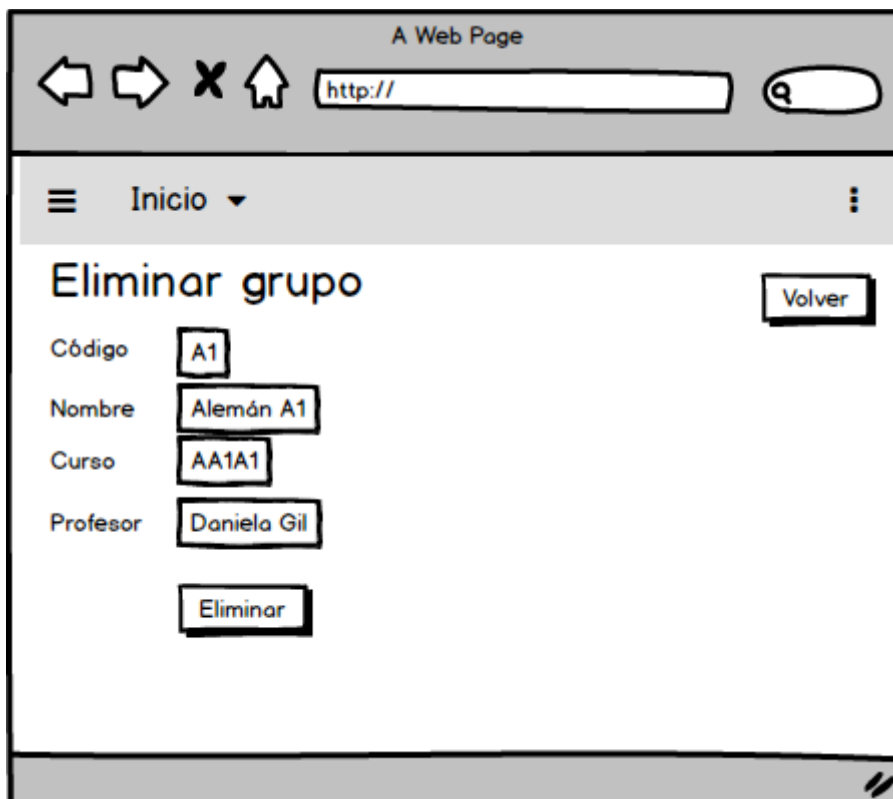 A Web Page
http://
Inicio
Eliminar grupo
Volver
Código A1
Nombre Alemán A1
Curso AA1A1
Profesor Daniela Gil
Eliminar